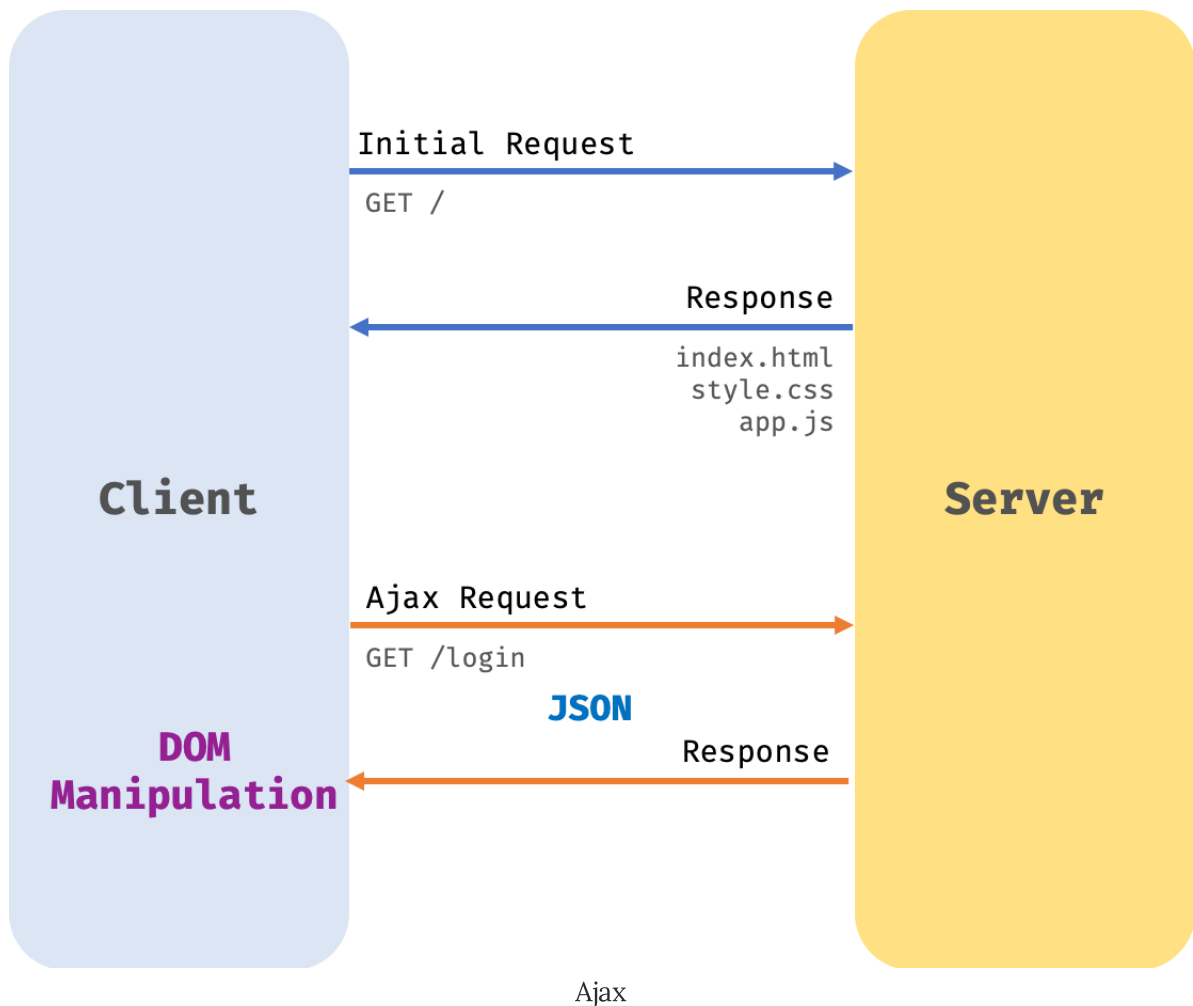 Initial Request
GET /
Response
index.html
style.css
app.js
Client
Server
Ajax Request
GET /login
JSON
DOM
Manipulation
Response
Ajax